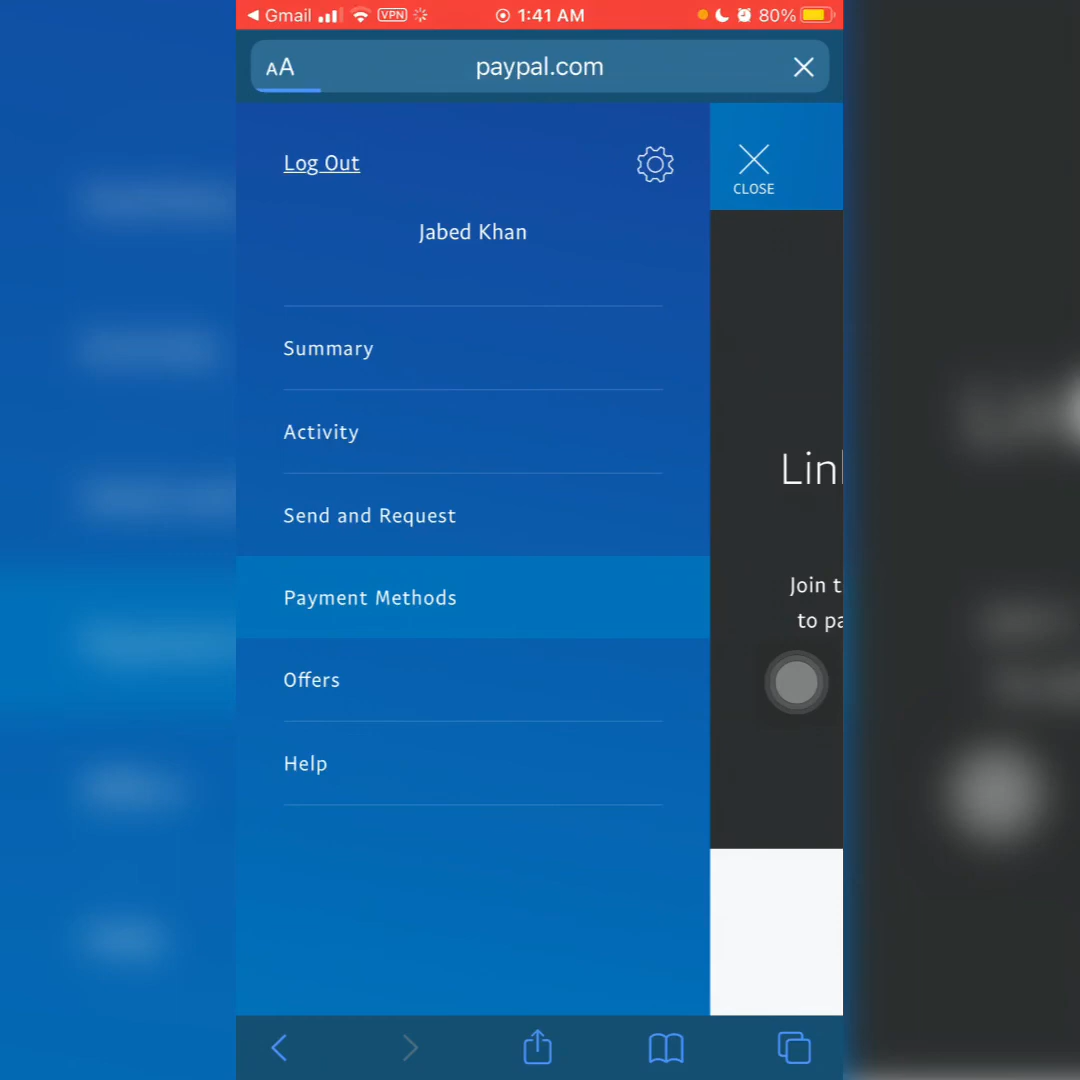 Gmail VPN 1:41 AM 80%
AA paypal.com
Log Out
CLOSE
Jabed Khan
Summary
Activity
Send and Request
Payment Methods
Offers
Help
Join t
to pa